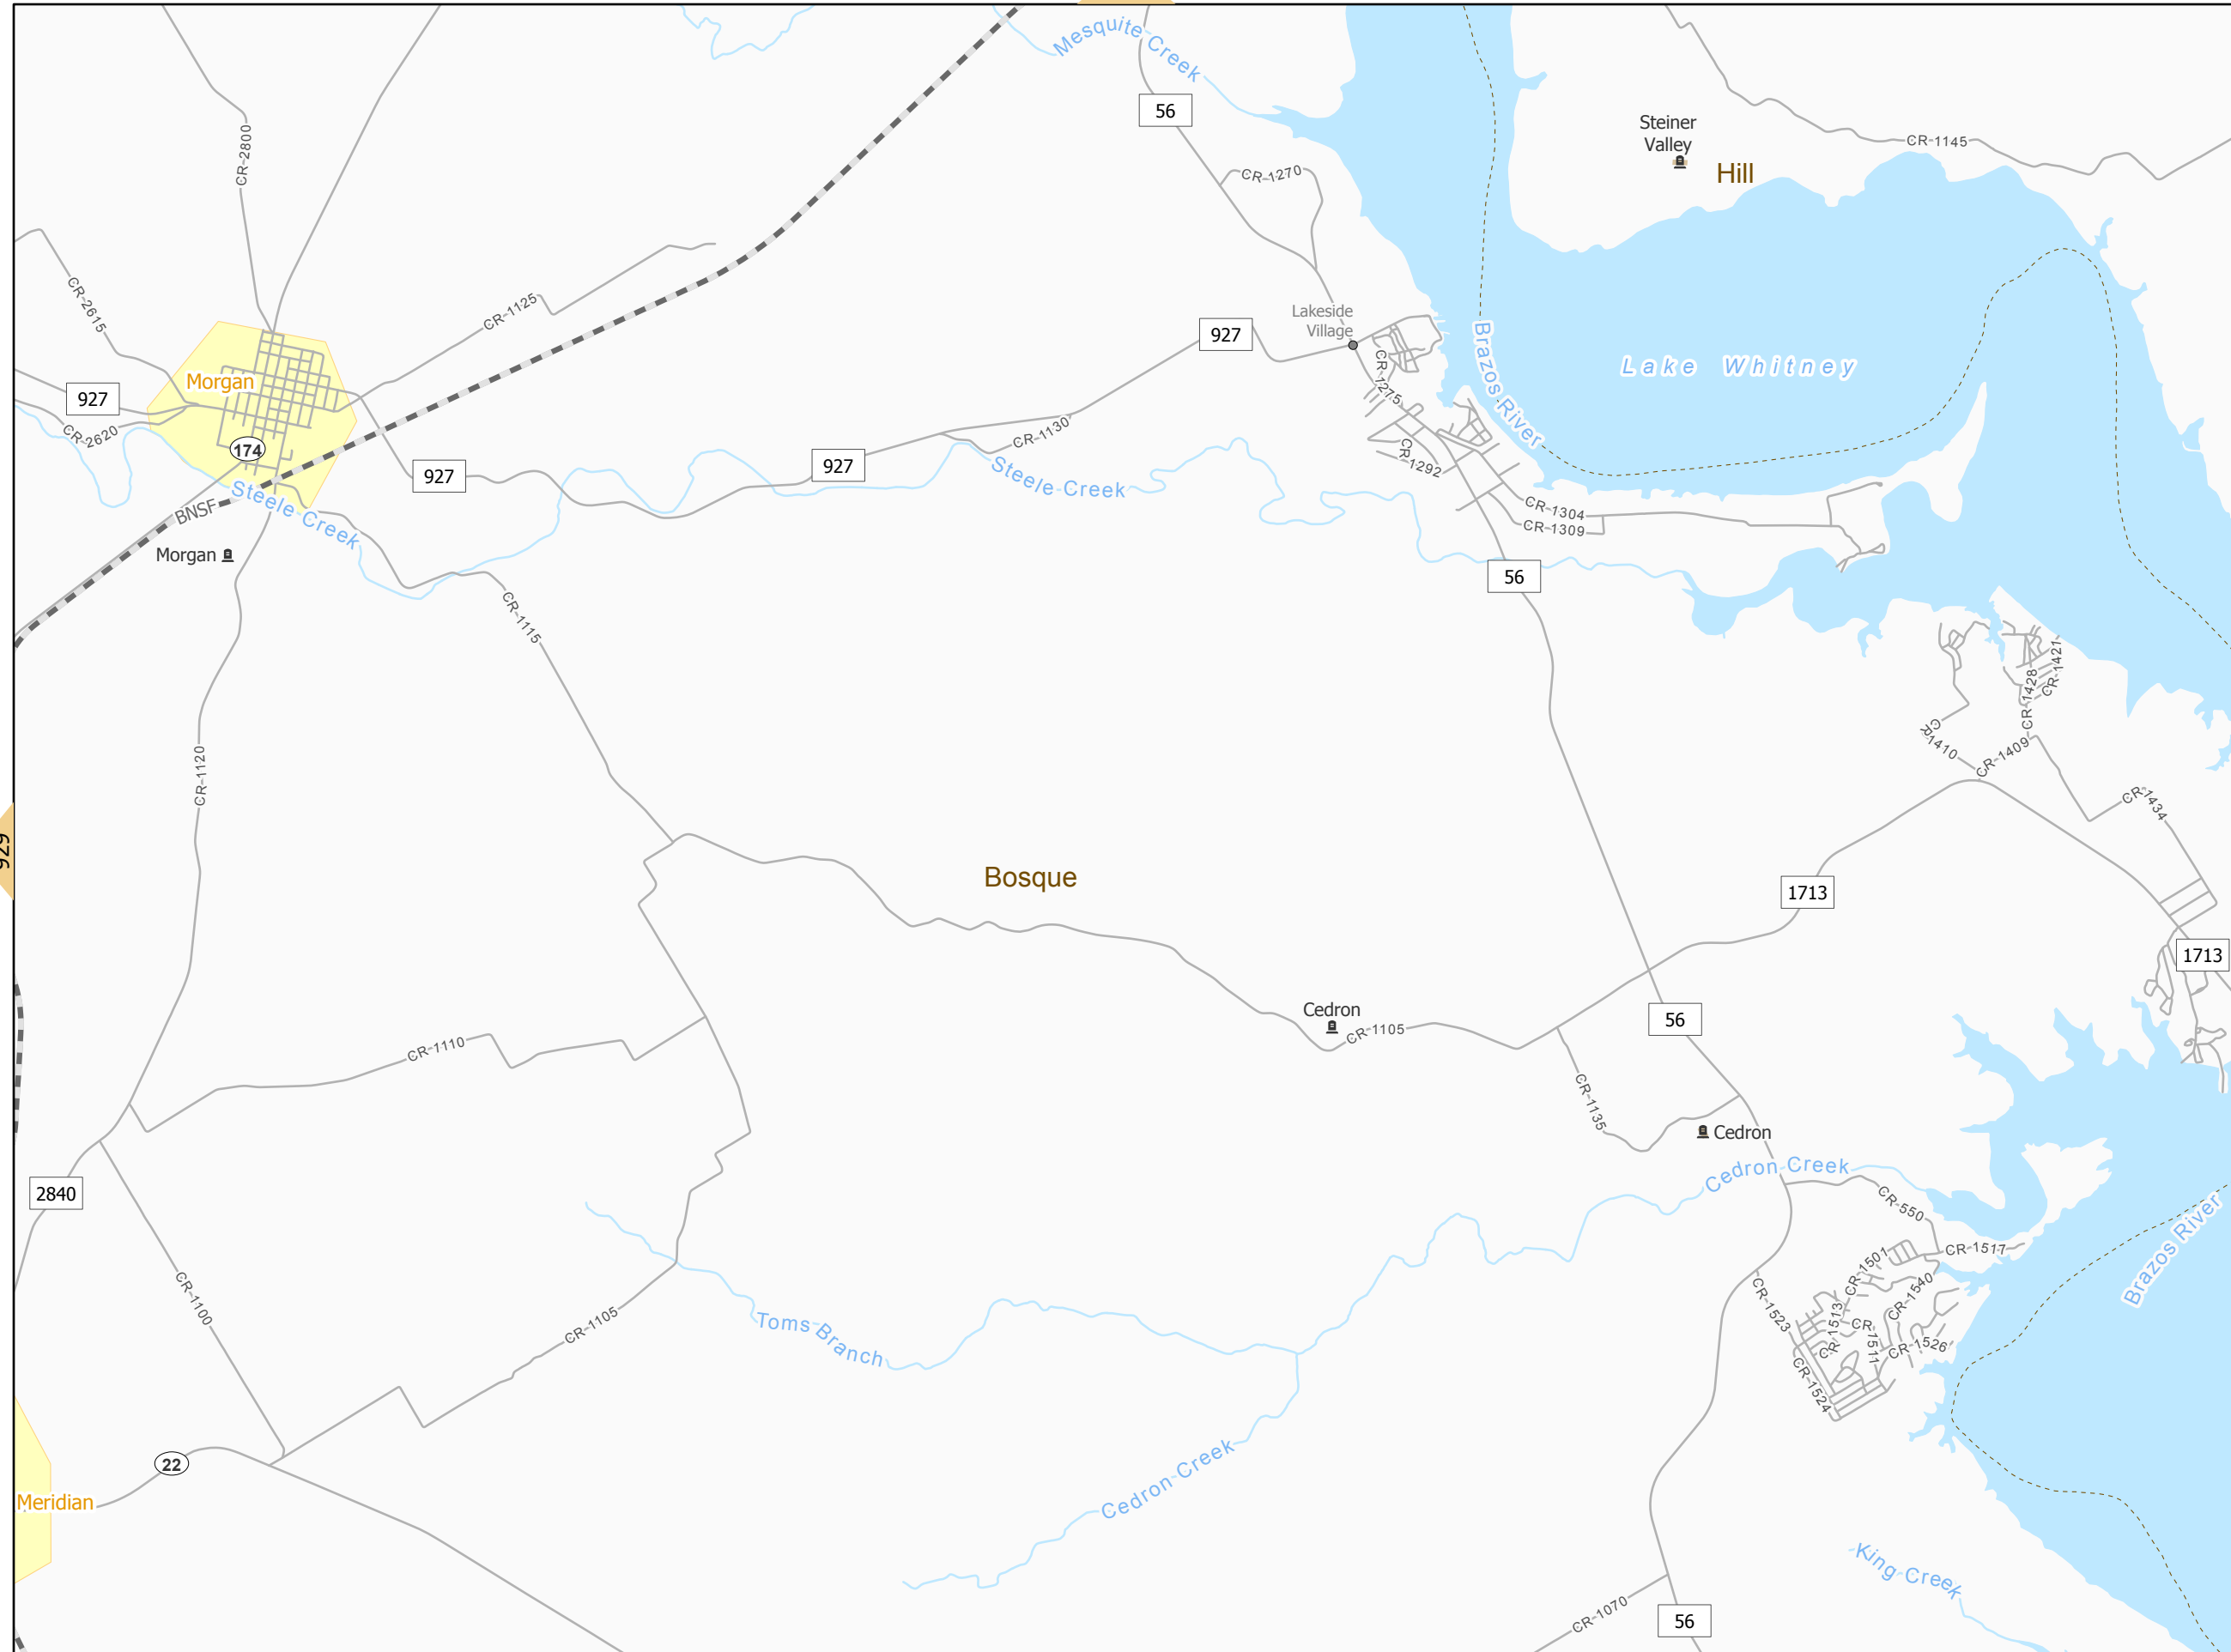 Mesquite Creek
56
Steiner
Valley
Hill
CR-1145
CR-2800
CR-1270
CR-2615
CR-1125
Lakeside
Village
927
Brazos River
Lake Whitney
Morgan
927
CR-1275
CR-2620
174
CR-1130
927
927
Steele Creek
CR-1292
Steele Creek
BNSF
CR-1304
CR-1309
Morgan
56
CR-1115
CR-1421
CR-1428
CR-1410
CR-1409
CR-1120
CR-1434
929
Bosque
1713
1713
Cedron
56
CR-1105
CR-1110
CR-1135
Cedron
Cedron Creek
2840
CR-550
CR-1517
Brazos River
CR-1501
CR-1540
CR-1100
CR-1523
CR-1513
CR-1511
CR-1526
CR-1105
Toms Branch
CR-1524
22
Cedron Creek
Meridian
King Creek
CR-1070
56